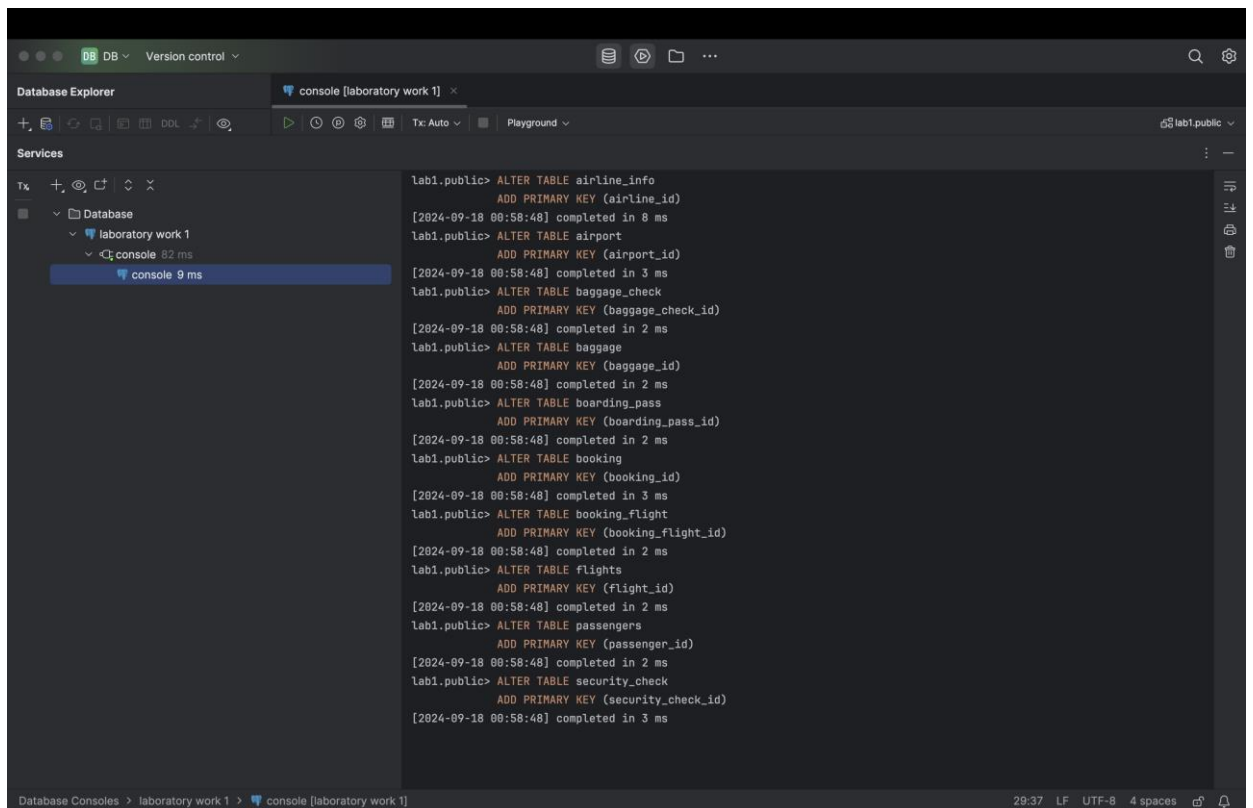 DB DB Version control
Database Explorer
console [laboratory work 1]
DDL
Tx: Auto
Playground
lab1.public
Services
Tx
Database
laboratory work 1
console 82 ms
console 9 ms
lab1.public> ALTER TABLE airline_info
ADD PRIMARY KEY (airline_id)
[2024-09-18 00:58:48] completed in 8 ms
lab1.public> ALTER TABLE airport
ADD PRIMARY KEY (airport_id)
[2024-09-18 00:58:48] completed in 3 ms
lab1.public> ALTER TABLE baggage_check
ADD PRIMARY KEY (baggage_check_id)
[2024-09-18 00:58:48] completed in 2 ms
lab1.public> ALTER TABLE baggage
ADD PRIMARY KEY (baggage_id)
[2024-09-18 00:58:48] completed in 2 ms
lab1.public> ALTER TABLE boarding_pass
ADD PRIMARY KEY (boarding_pass_id)
[2024-09-18 00:58:48] completed in 2 ms
lab1.public> ALTER TABLE booking
ADD PRIMARY KEY (booking_id)
[2024-09-18 00:58:48] completed in 3 ms
lab1.public> ALTER TABLE booking_flight
ADD PRIMARY KEY (booking_flight_id)
[2024-09-18 00:58:48] completed in 2 ms
lab1.public> ALTER TABLE flights
ADD PRIMARY KEY (flight_id)
[2024-09-18 00:58:48] completed in 2 ms
lab1.public> ALTER TABLE passengers
ADD PRIMARY KEY (passenger_id)
[2024-09-18 00:58:48] completed in 2 ms
lab1.public> ALTER TABLE security_check
ADD PRIMARY KEY (security_check_id)
[2024-09-18 00:58:48] completed in 3 ms
Database Consoles > laboratory work 1 > console [laboratory work 1]
29:37 LF UTF-8 4 spaces